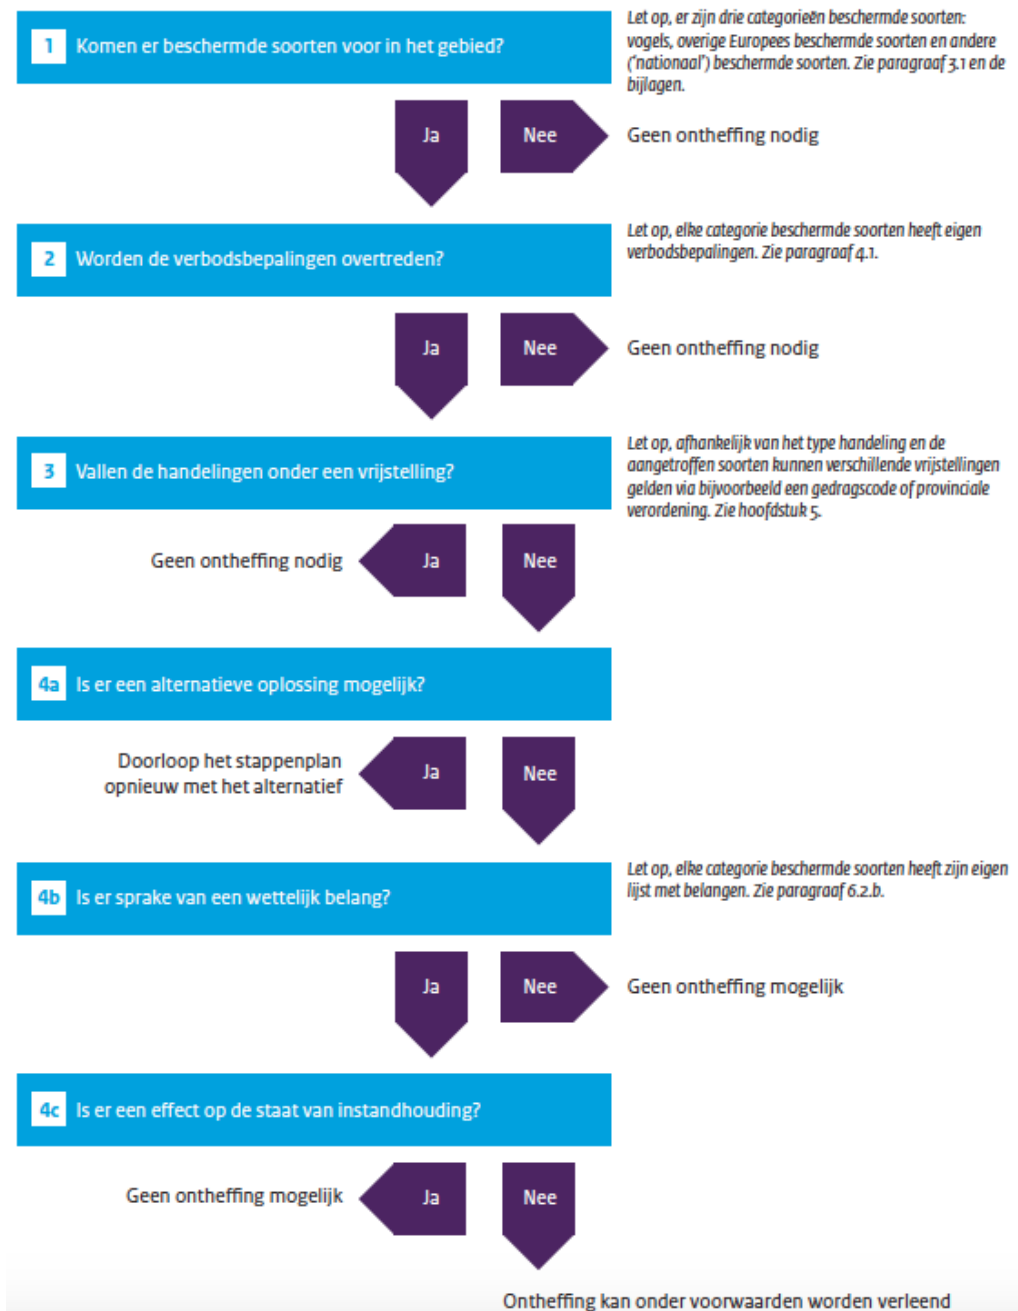 1 Komen er beschermde soorten voor in het gebied?
Let op, er zijn drie categorieën beschermde soorten:
vogels, overige Europees beschermde soorten en andere
(‘nationaal’) beschermde soorten. Zie paragraaf 3.1 en de
bijlagen.
Ja
Nee
Geen ontheffing nodig
2 Worden de verbodsbepalingen overtreden?
Let op, elke categorie beschermde soorten heeft eigen
verbodsbepalingen. Zie paragraaf 4.1.
Ja
Nee
Geen ontheffing nodig
3 Vallen de handelingen onder een vrijstelling?
Let op, afhankelijk van het type handeling en de
aangetroffen soorten kunnen verschillende vrijstellingen
gelden via bijvoorbeeld een gedragscode of provinciale
verordening. Zie hoofdstuk 5.
Geen ontheffing nodig
Ja
Nee
4a Is er een alternatieve oplossing mogelijk?
Doorloop het stappenplan
opnieuw met het alternatief
Ja
Nee
4b Is er sprake van een wettelijk belang?
Let op, elke categorie beschermde soorten heeft zijn eigen
lijst met belangen. Zie paragraaf 6.2.b.
Ja
Nee
Geen ontheffing mogelijk
4c Is er een effect op de staat van instandhouding?
Geen ontheffing mogelijk
Ja
Nee
Ontheffing kan onder voorwaarden worden verleend